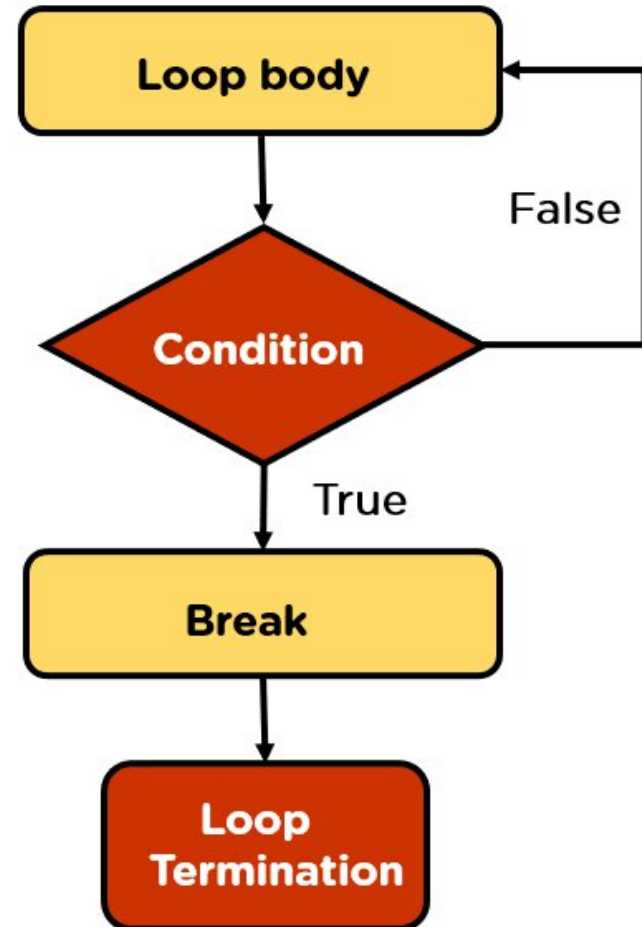 Loop body
False
Condition
True
Break
Loop
Termination